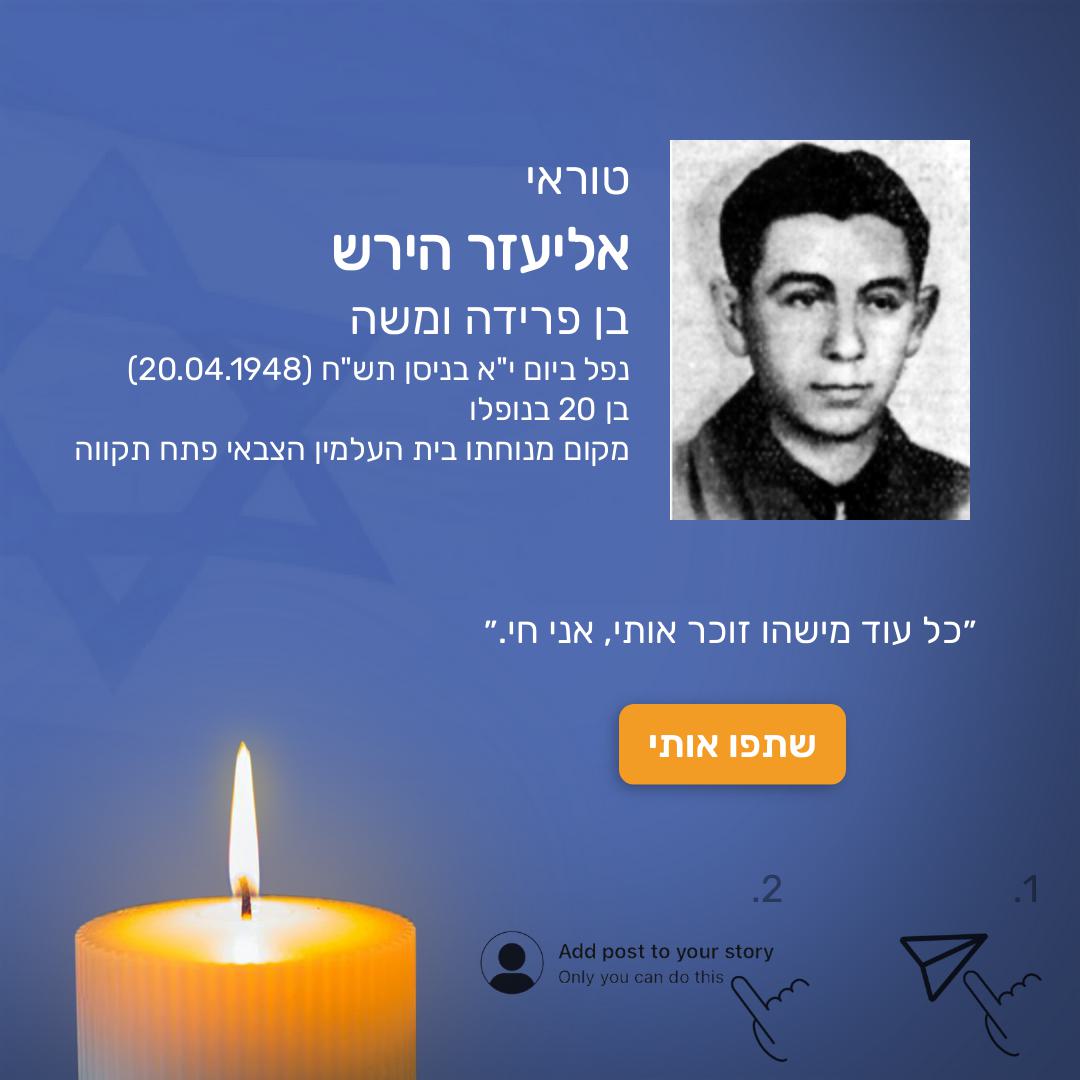 טוראי
אליעזר הירש
בן פרידה ומשה
נפל ביום י"א בניסן תש"ח (20.04.1948)
בן 20 בנופלו
מקום מנוחתו בית העלמין הצבאי פתח תקווה
״כל עוד מישהו זוכר אותי, אני חי.״
שתפו אותי
1.
2.
Add post to your story
Only you can do this